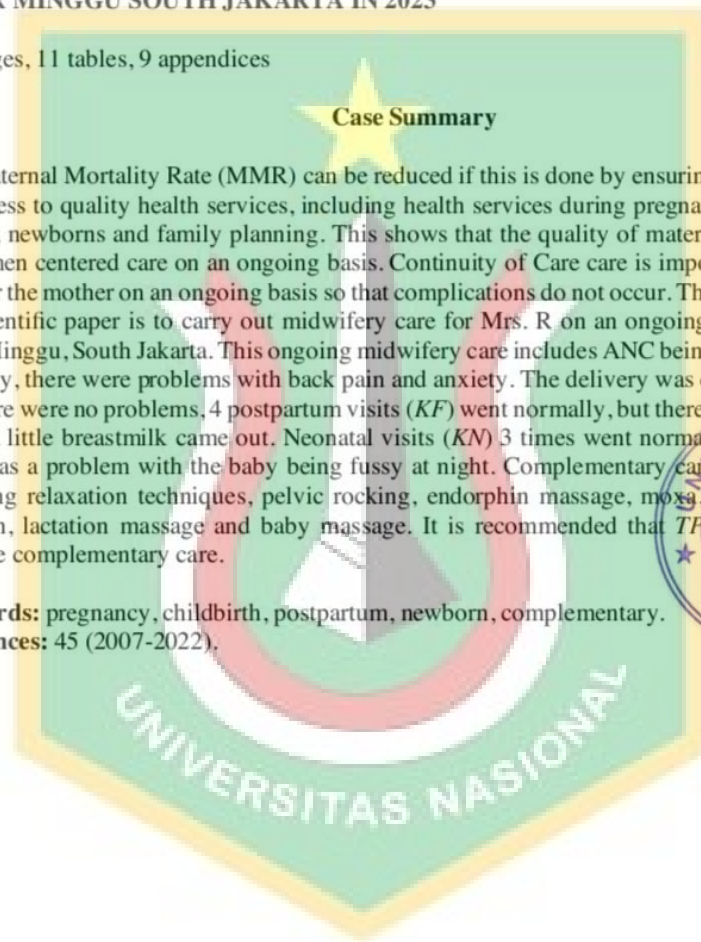 MINGGU SOUTH JAKARTA IN 2023
ges, 11 tables, 9 appendices
Case Summary
ternal Mortality Rate (MMR) can be reduced if this is done by ensurin
ess to quality health services, including health services during pregna
newborns and family planning. This shows that the quality of mater
men centered care on an ongoing basis. Continuity of Care care is impo
r the mother on an ongoing basis so that complications do not occur. Th
entific paper is to carry out midwifery care for Mrs. R on an ongoing
inggu, South Jakarta. This ongoing midwifery care includes ANC bein
y, there were problems with back pain and anxiety. The delivery was
re were no problems, 4 postpartum visits (KF) went normally, but there
little breastmilk came out. Neonatal visits (KN) 3 times went norma
as a problem with the baby being fussy at night. Complementary car
ng relaxation techniques, pelvic rocking, endorphin massage, moxa,
n, lactation massage and baby massage. It is recommended that TP
e complementary care.
rds: pregnancy, childbirth, postpartum, newborn, complementary.
nces: 45 (2007-2022).
UNIVERSITAS NASIONAL